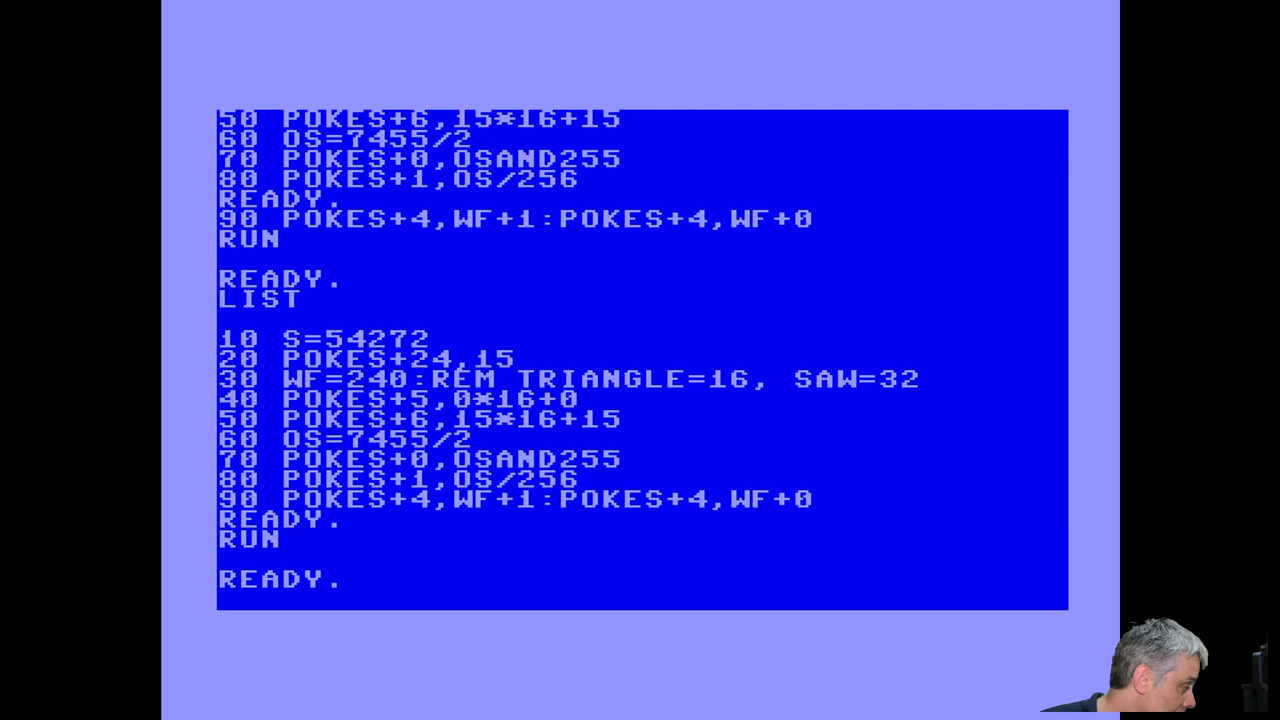 50 POKES+6,15*16+15
60 OS=7455/2
70 POKES+0,OSAND255
80 POKES+1,OS/256
READY.
90 POKES+4,WF+1:POKES+4,WF+0
RUN
READY.
LIST
10 S=54272
20 POKES+24,15
30 WF=240:REM TRIANGLE=16, SAW=32
40 POKES+5,0*16+0
50 POKES+6,15*16+15
60 OS=7455/2
70 POKES+0,OSAND255
80 POKES+1,OS/256
90 POKES+4,WF+1:POKES+4,WF+0
READY.
RUN
READY.